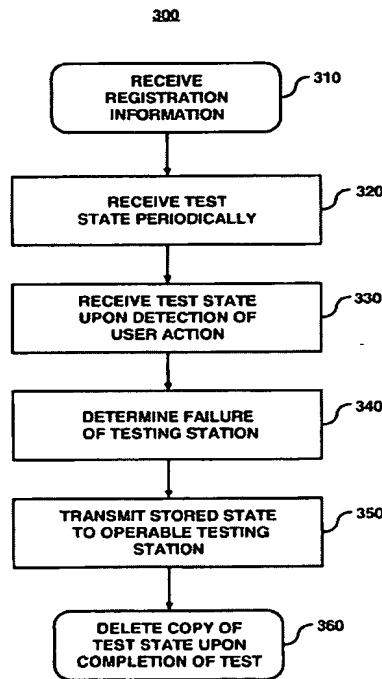 300
RECEIVE
REGISTRATION
INFORMATION
310
RECEIVE TEST
STATE PERIODICALLY
320
RECEIVE TEST STATE
UPON DETECTION OF
USER ACTION
330
DETERMINE FAILURE
OF TESTING STATION
340
TRANSMIT STORED STATE
TO OPERABLE TESTING
STATION
350
DELETE COPY OF
TEST STATE UPON
COMPLETION OF TEST
360